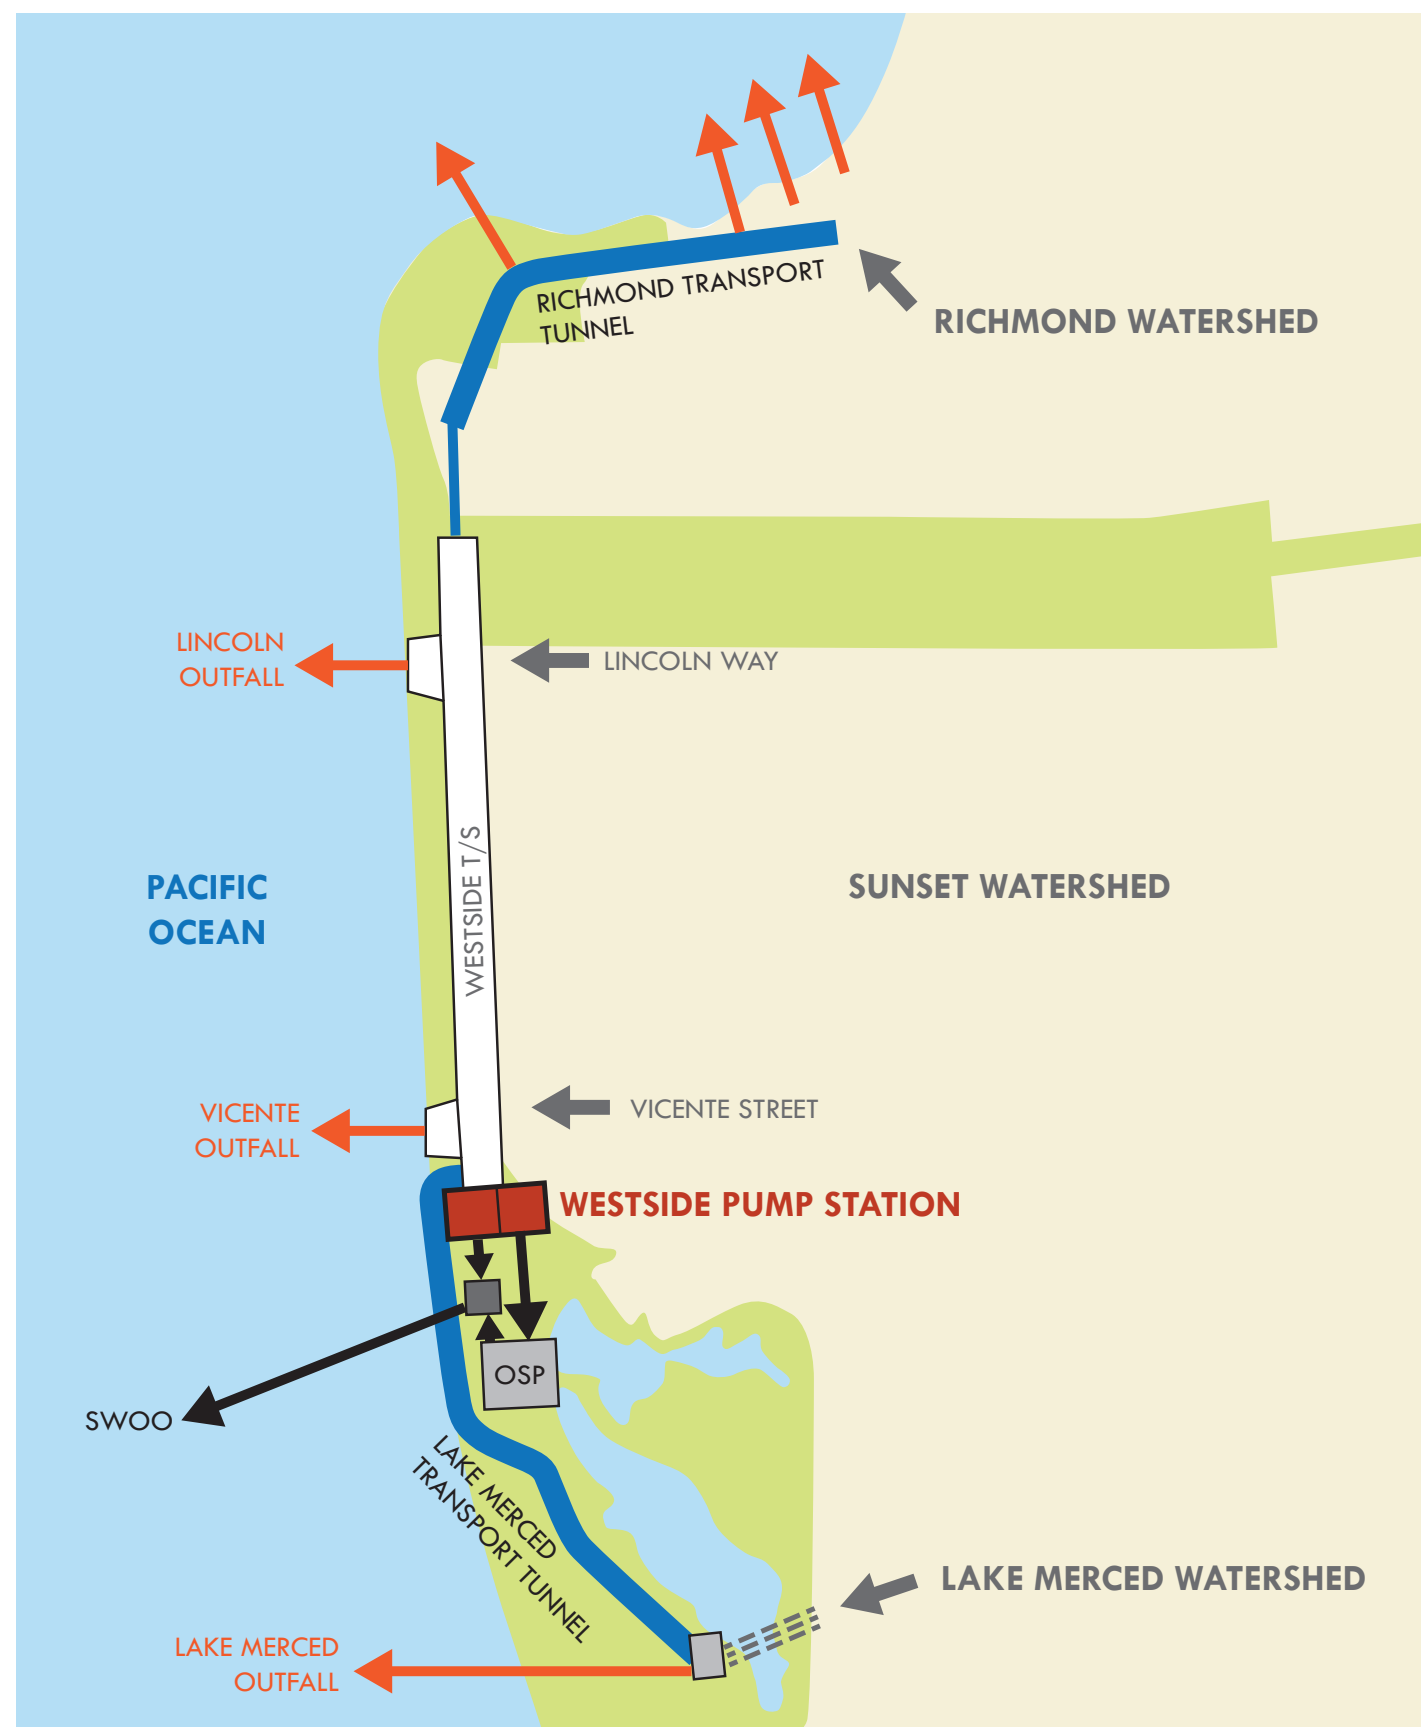 RICHMOND TRANSPORT
TUNNEL
RICHMOND WATERSHED
LINCOLN
OUTFALL
LINCOLN WAY
WESTSIDE T/S
PACIFIC
OCEAN
SUNSET WATERSHED
VICENTE
OUTFALL
VICENTE STREET
WESTSIDE PUMP STATION
OSP
SWOO
LAKE MERCED
TRANSPORT TUNNEL
LAKE MERCED WATERSHED
LAKE MERCED
OUTFALL